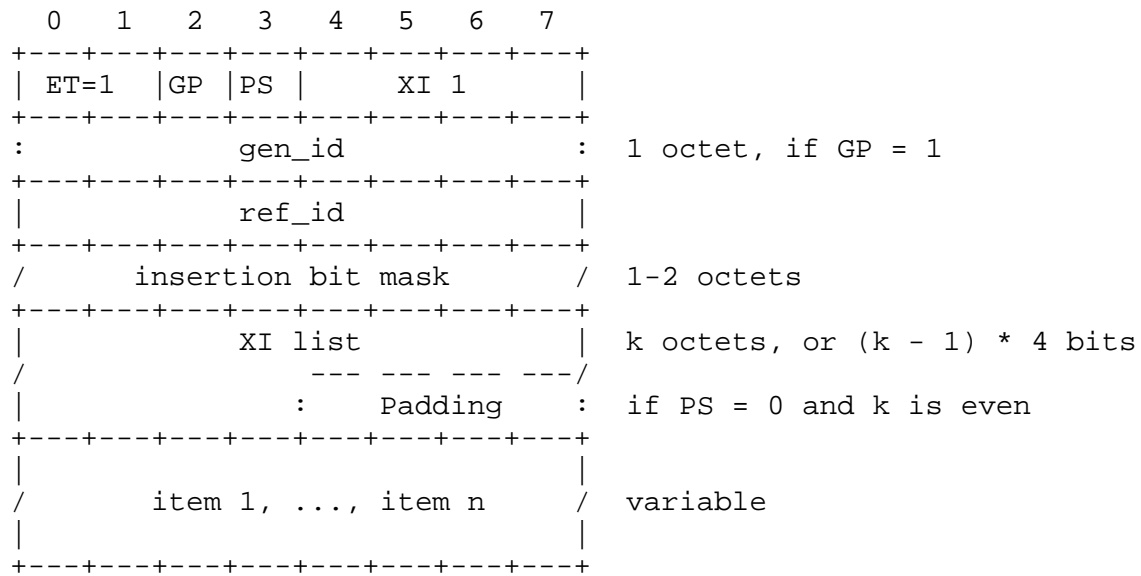 0   1   2   3   4   5   6   7
+---+---+---+---+---+---+---+---+
| ET=1  |GP |PS |     XI 1      |
+---+---+---+---+---+---+---+---+
:            gen_id             :  1 octet, if GP = 1
+---+---+---+---+---+---+---+---+
|            ref_id             |
+---+---+---+---+---+---+---+---+
/      insertion bit mask       /  1-2 octets
+---+---+---+---+---+---+---+---+
|            XI list            |  k octets, or (k - 1) * 4 bits
/                --- --- --- ---/
|               :    Padding    :  if PS = 0 and k is even
+---+---+---+---+---+---+---+---+
|                               |
/       item 1, ..., item n     /  variable
|                               |
+---+---+---+---+---+---+---+---+